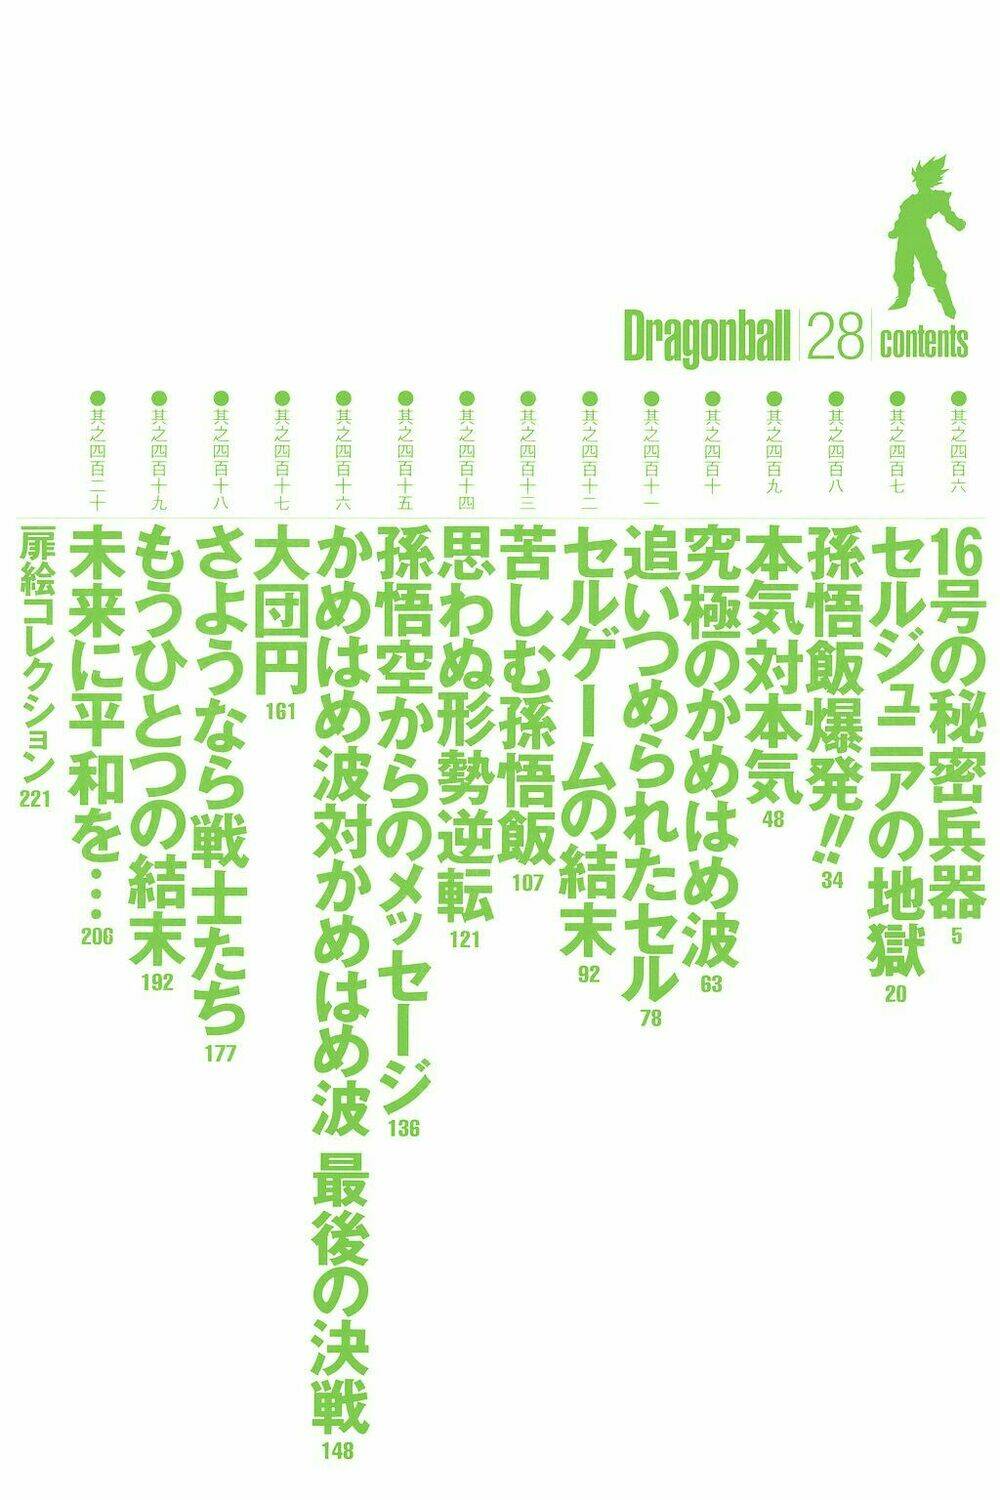 Dragonball 28 contents
●其之四百六
16号の秘密兵器 5
●其之四百七
セルジュニアの地獄 20
●其之四百八
孫悟飯爆発!! 34
●其之四百九
本気対本気 48
●其之四百十
究極のかめはめ波 63
●其之四百十一
追いつめられたセル 78
●其之四百十二
セルゲームの結末 92
●其之四百十三
苦しむ孫悟飯 107
●其之四百十四
思わぬ形勢逆転 121
●其之四百十五
孫悟空からのメッセージ 136
●其之四百十六
かめはめ波対かめはめ波 最後の決戦 148
●其之四百十七
大団円 161
●其之四百十八
さようなら戦士たち 177
●其之四百十九
もうひとつの結末 192
●其之四百二十
未来に平和を… 206
扉絵コレクション 221